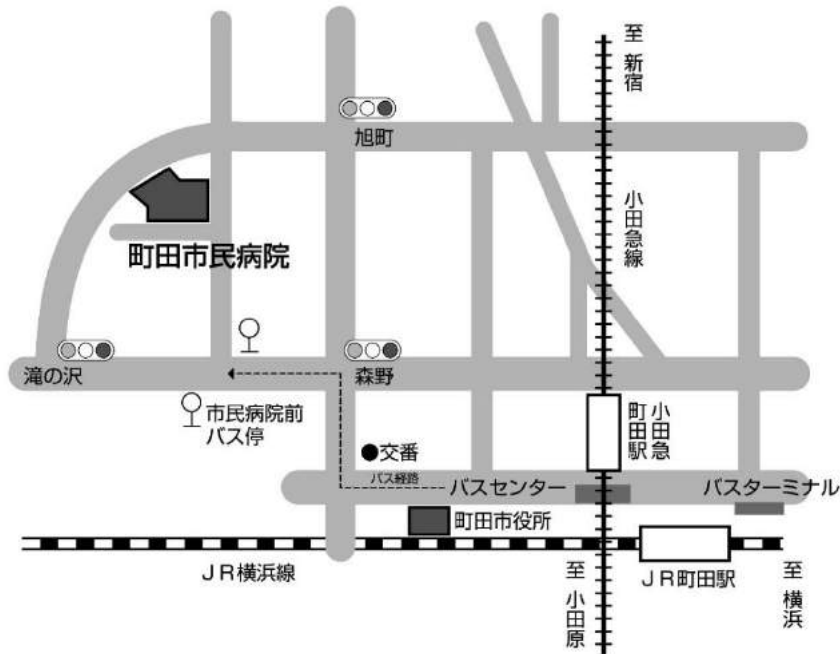 至 新宿
旭町
小田急線
町田市民病院
滝の沢
森野
市民病院前
バス停
小田急
町田駅
交番
バス経路
バスセンター
バスターミナル
町田市役所
JR横浜線
至 小田原
JR町田駅
至 横浜